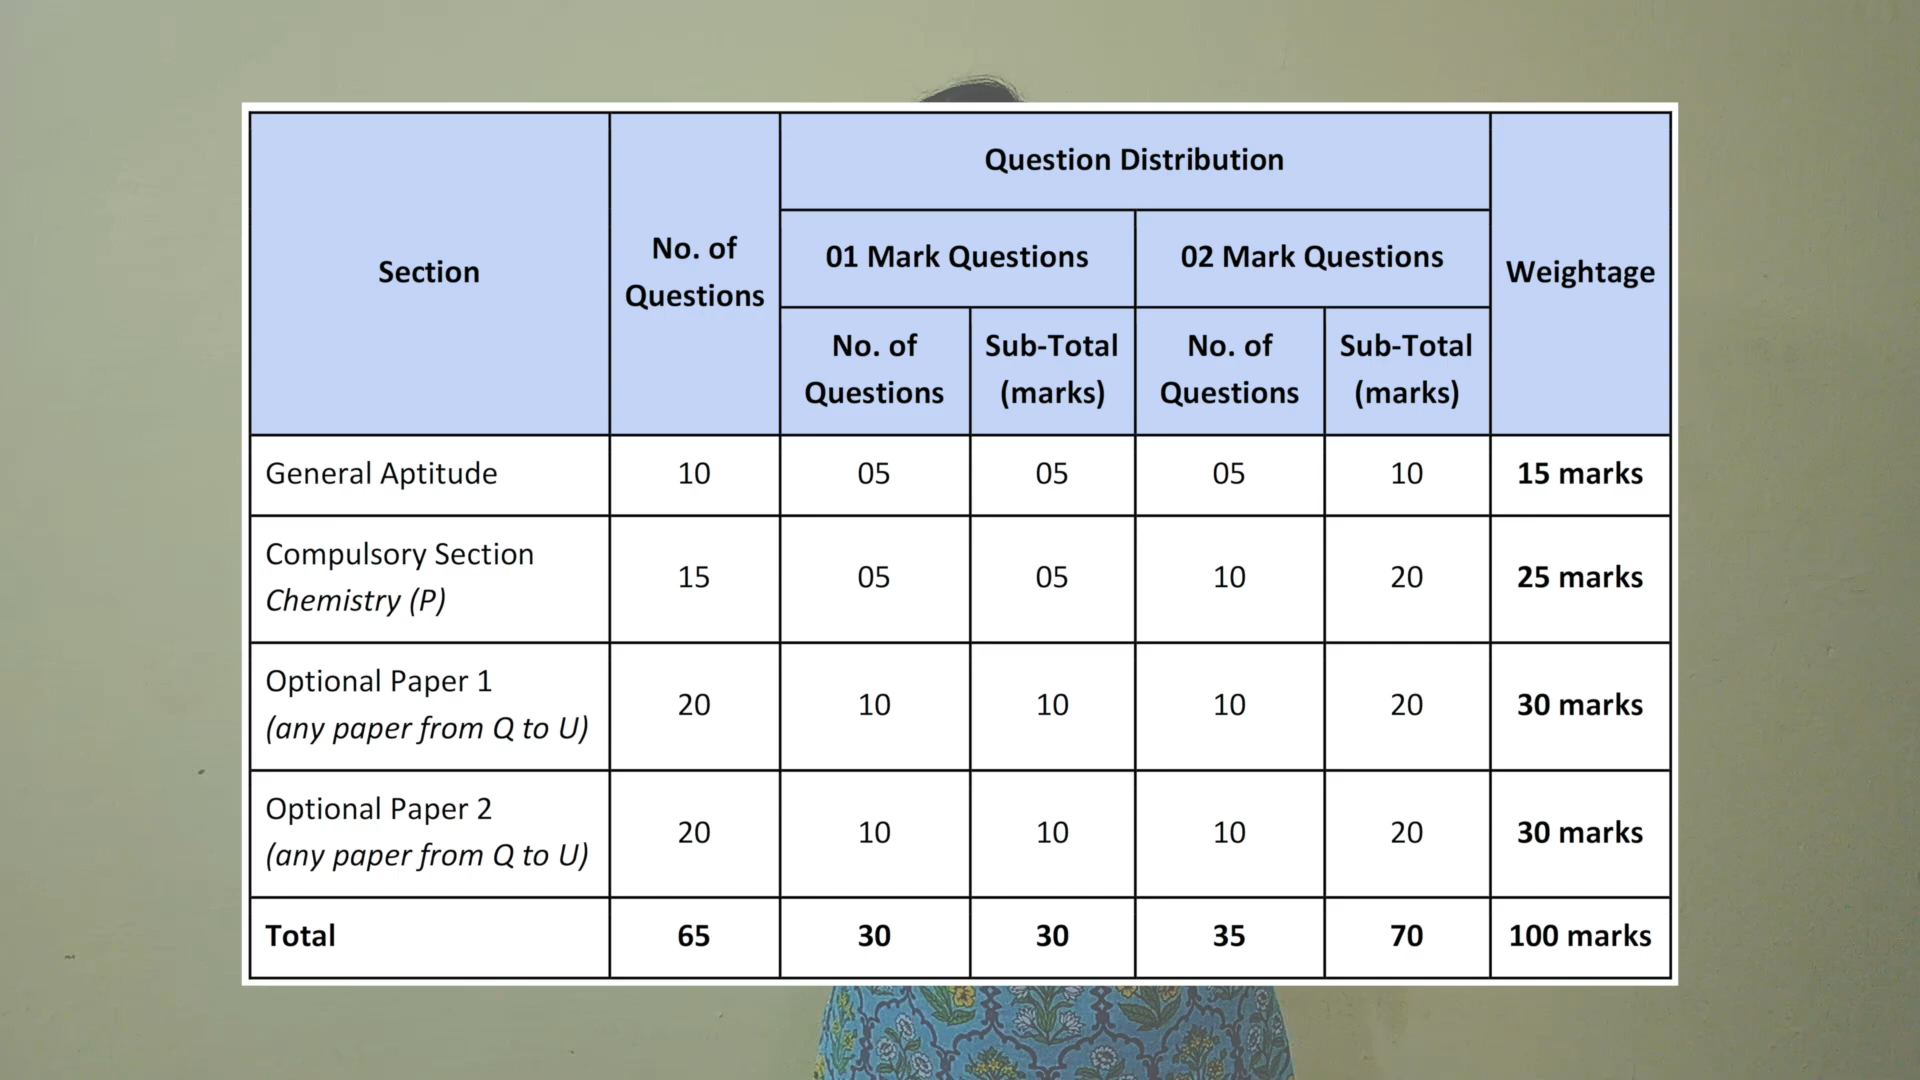 Section
No. of
Questions
Question Distribution
01 Mark Questions
02 Mark Questions
Weightage
No. of
Questions
Sub-Total
(marks)
No. of
Questions
Sub-Total
(marks)
General Aptitude 10 05 05 05 10 15 marks
Compulsory Section
Chemistry (P)
15 05 05 10 20 25 marks
Optional Paper 1
(any paper from Q to U)
20 10 10 10 20 30 marks
Optional Paper 2
(any paper from Q to U)
20 10 10 10 20 30 marks
Total 65 30 30 35 70 100 marks